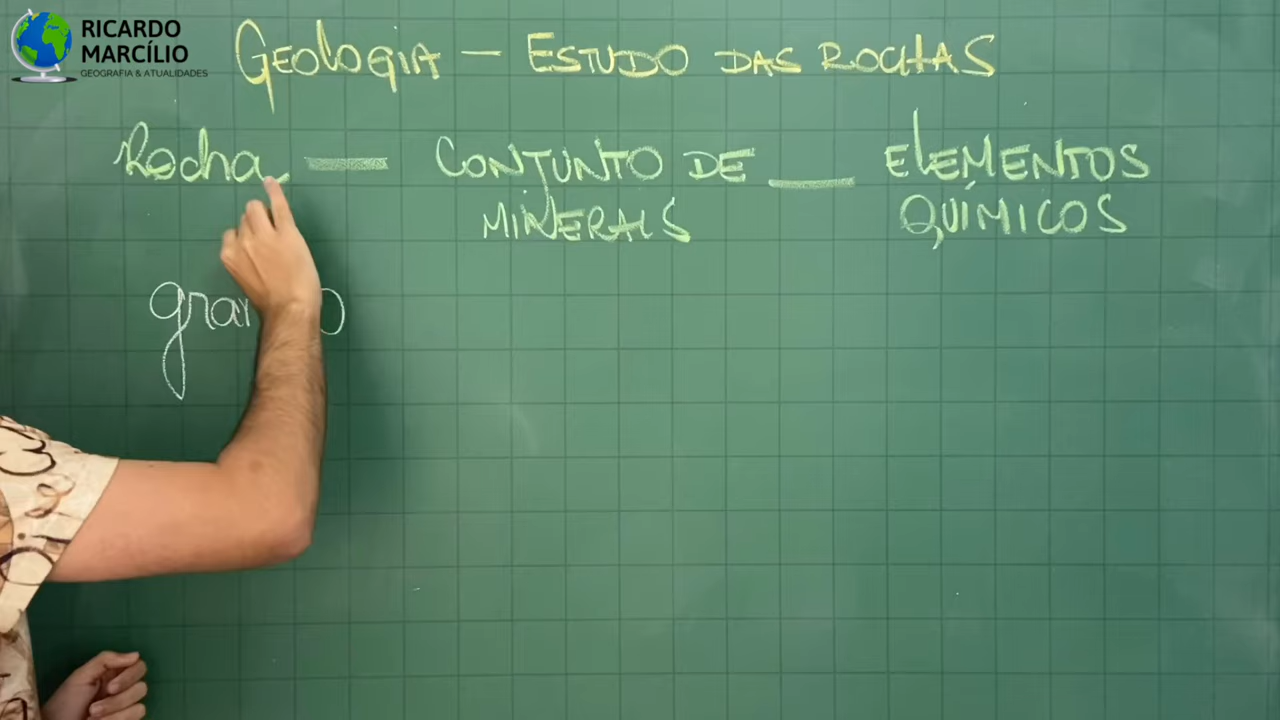 RICARDO
MARCÍLIO
GEOGRAFIA & ATUALIDADES
GEOLOGIA — ESTUDO DAS ROCHAS
Rocha — CONJUNTO DE — ELEMENTOS
MINERAIS QUÍMICOS